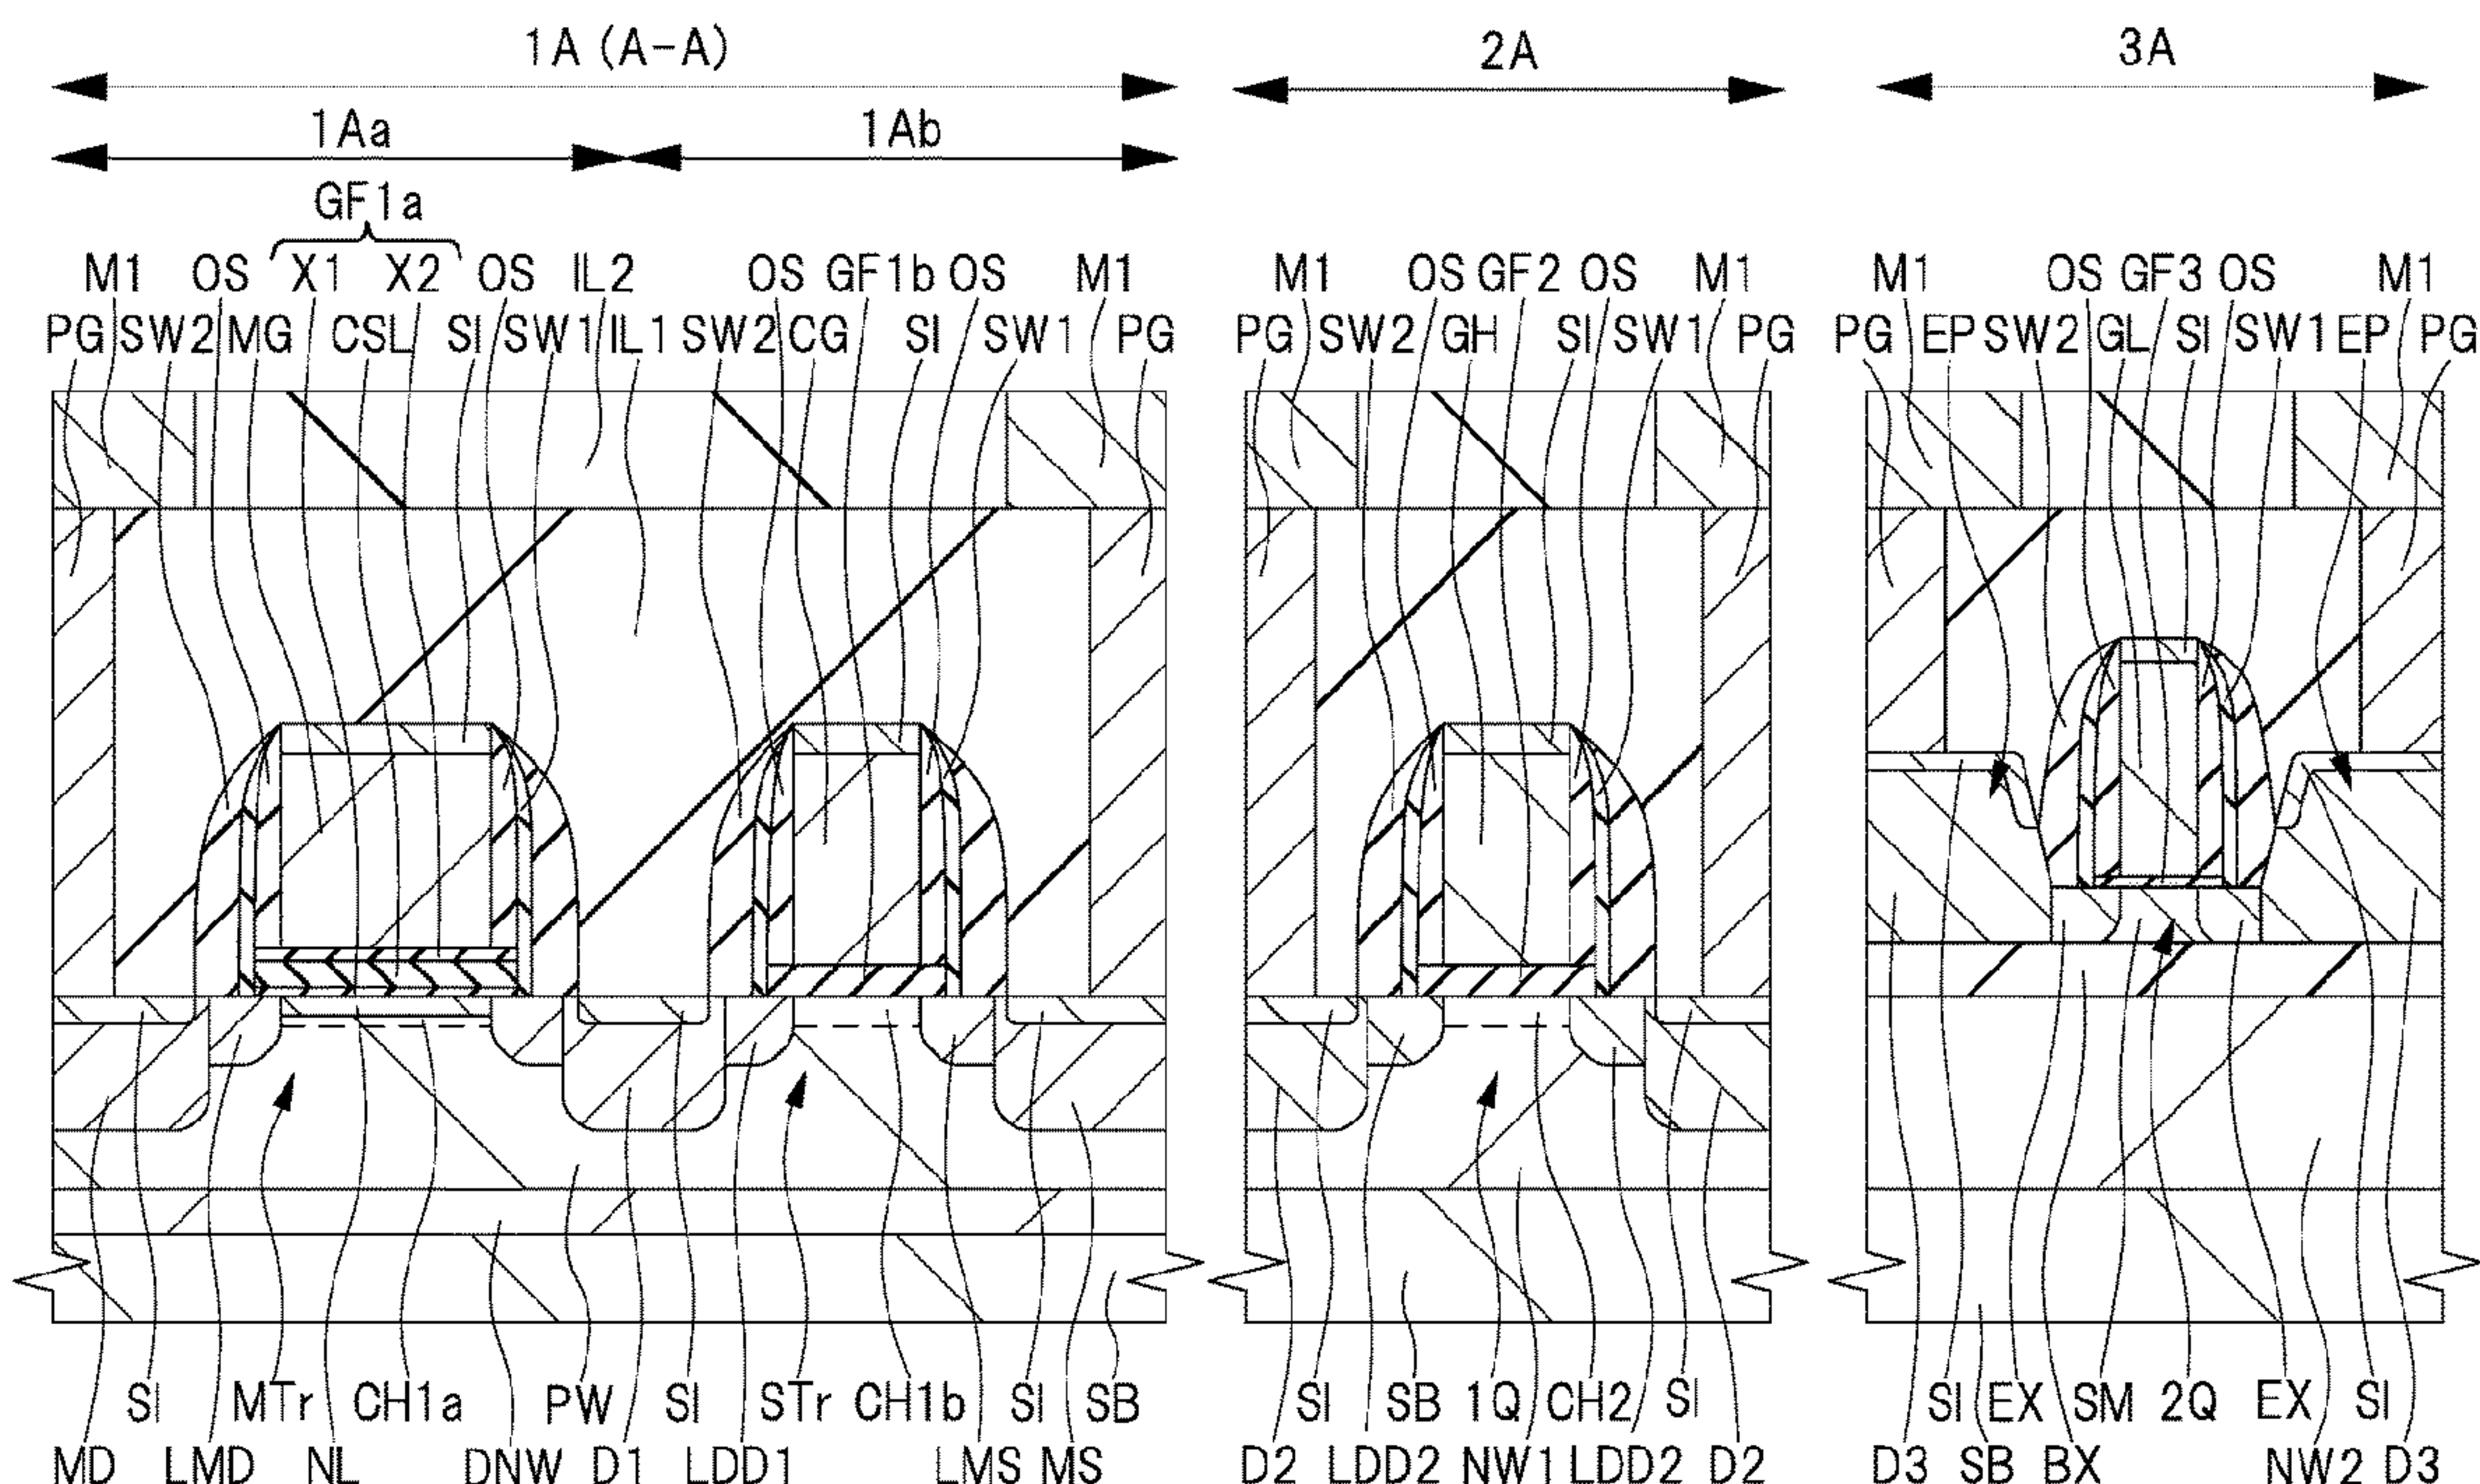 1A (A-A) 2A 3A
1Aa 1Ab
GF1a
M1 OS X1 X2 OS IL2 OS GF1b OS M1 M1 OS GF2 OS M1 M1 OS GF3 OS M1
PG SW2 MG CSL SI SW1 IL1 SW2 CG SI SW1 PG PG SW2 GH SI SW1 PG PG EP SW2 GL SI SW1 EP PG
SI MTr CH1a PW SI STr CH1b SI SB SI SB 1Q CH2 SI SI EX SM 2Q EX SI
MD LMD NL DNW D1 LDD1 LMS MS D2 LDD2 NW1 LDD2 D2 D3 SB BX NW2 D3